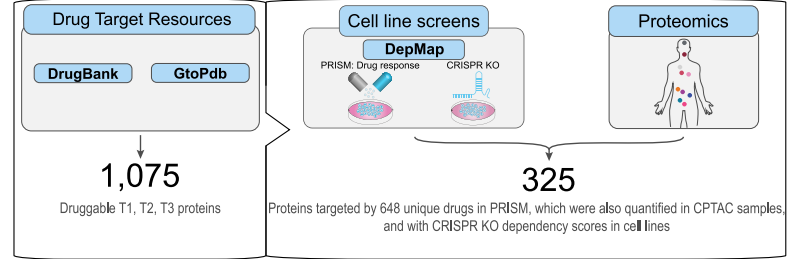 Drug Target Resources
DrugBank
GtoPdb
1,075
Druggable T1, T2, T3 proteins
Cell line screens
DepMap
PRISM: Drug response
CRISPR KO
Proteomics
325
Proteins targeted by 648 unique drugs in PRISM, which were also quantified in CPTAC samples,
and with CRISPR KO dependency scores in cell lines